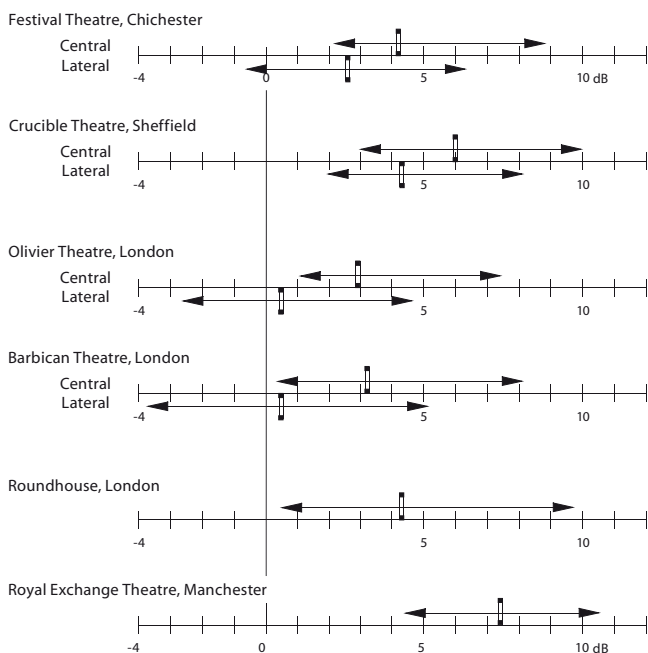 Festival Theatre, Chichester
Central
Lateral
-4 0 5 10 dB
Crucible Theatre, Sheffield
Central
Lateral
-4 5 10
Olivier Theatre, London
Central
Lateral
-4 5 10
Barbican Theatre, London
Central
Lateral
-4 5 10
Roundhouse, London
-4 5 10
Royal Exchange Theatre, Manchester
-4 0 5 10 dB